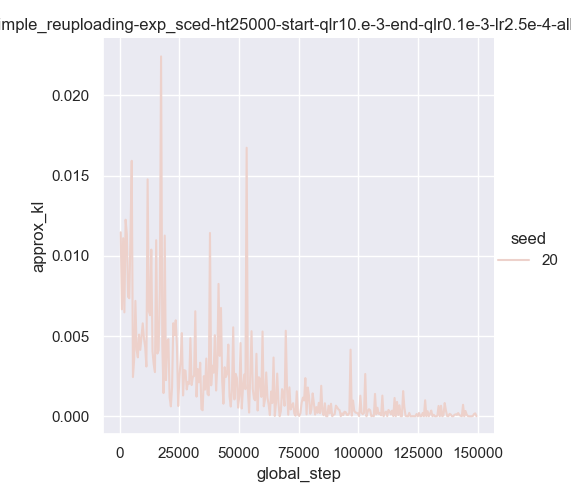 imple_reuploading-exp_sced-ht25000-start-qlr10.e-3-end-qlr0.1e-3-lr2.5e-4-all
0.020
0.015
0.010
0.005
0.000
approx_kl
0 25000 50000 75000 100000 125000 150000
global_step
seed
20